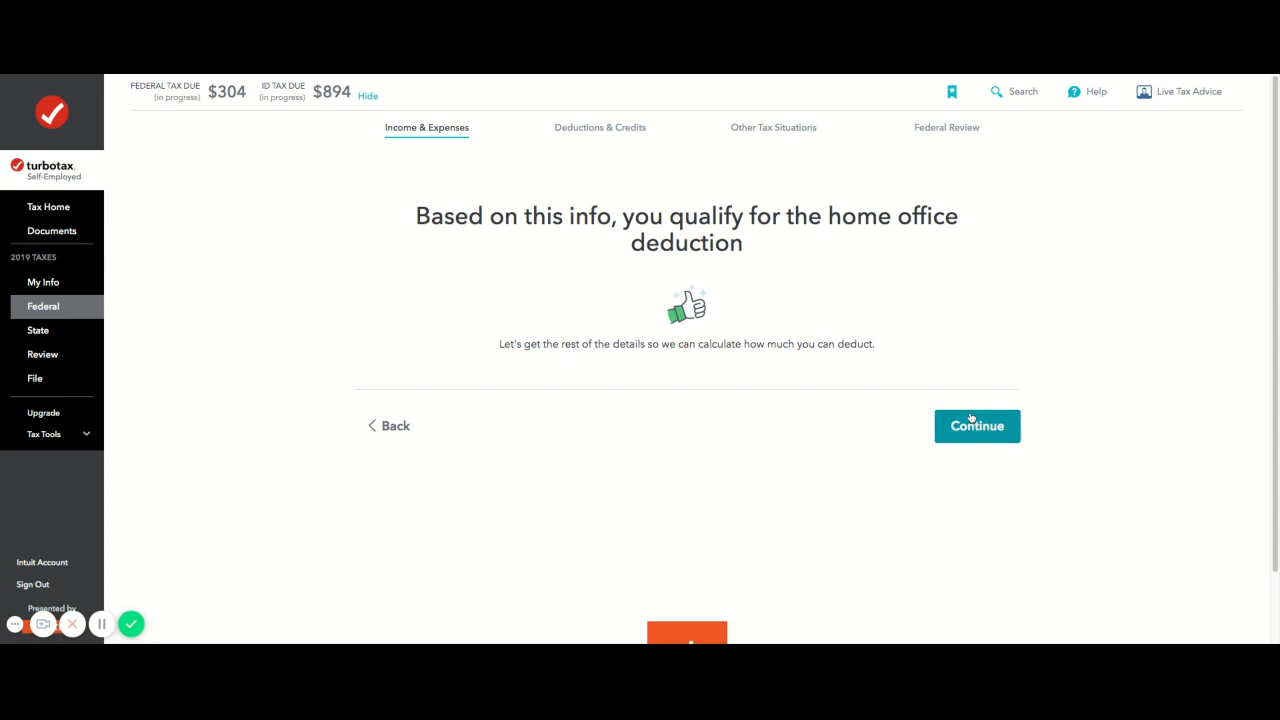 FEDERAL TAX DUE
(in progress)
$304
ID TAX DUE
(in progress)
$894
Hide
Search
Help
Live Tax Advice
Income & Expenses
Deductions & Credits
Other Tax Situations
Federal Review
turbotax
Self-Employed
Tax Home
Documents
2019 TAXES
My Info
Federal
State
Review
File
Upgrade
Tax Tools
Intuit Account
Sign Out
Presented by
Based on this info, you qualify for the home office
deduction
Let's get the rest of the details so we can calculate how much you can deduct.
Back
Continue